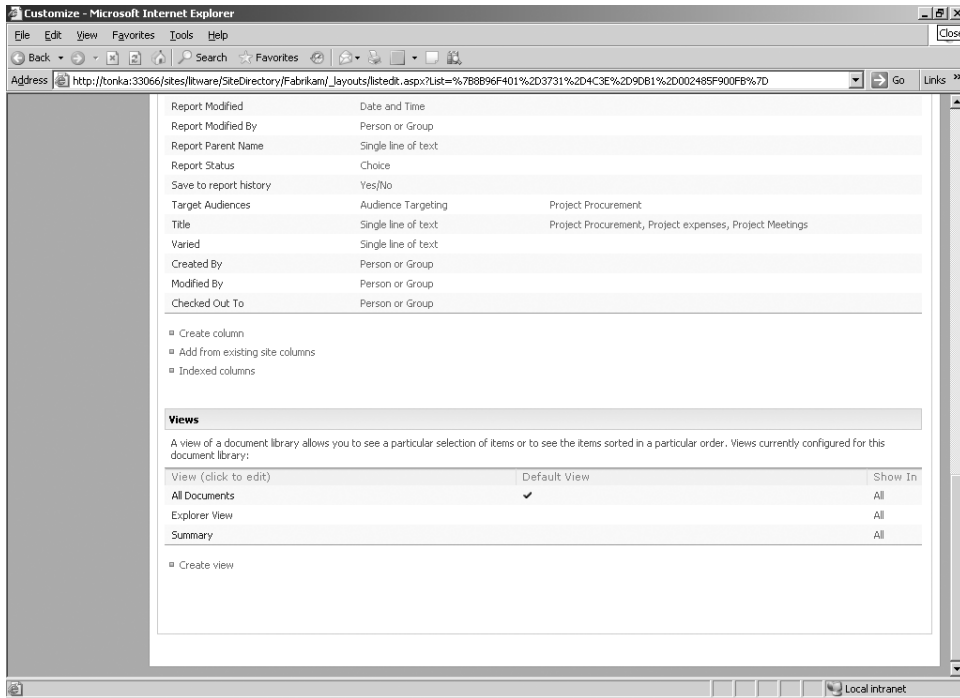 Customize - Microsoft Internet Explorer
File Edit View Favorites Tools Help
Close
Back Search Favorites
Address http://tonka:33066/sites/litware/SiteDirectory/Fabrikam/_layouts/listedit.aspx?List=%7B8B96F401%2D3731%2D4C3E%2D9DB1%2D002485F900FB%7D Go Links »
Report Modified Date and Time
Report Modified By Person or Group
Report Parent Name Single line of text
Report Status Choice
Save to report history Yes/No
Target Audiences Audience Targeting Project Procurement
Title Single line of text Project Procurement, Project expenses, Project Meetings
Varied Single line of text
Created By Person or Group
Modified By Person or Group
Checked Out To Person or Group
Create column
Add from existing site columns
Indexed columns
Views
A view of a document library allows you to see a particular selection of items or to see the items sorted in a particular order. Views currently configured for this
document library:
View (click to edit) Default View Show In
All Documents ✔ All
Explorer View All
Summary All
Create view
Local intranet